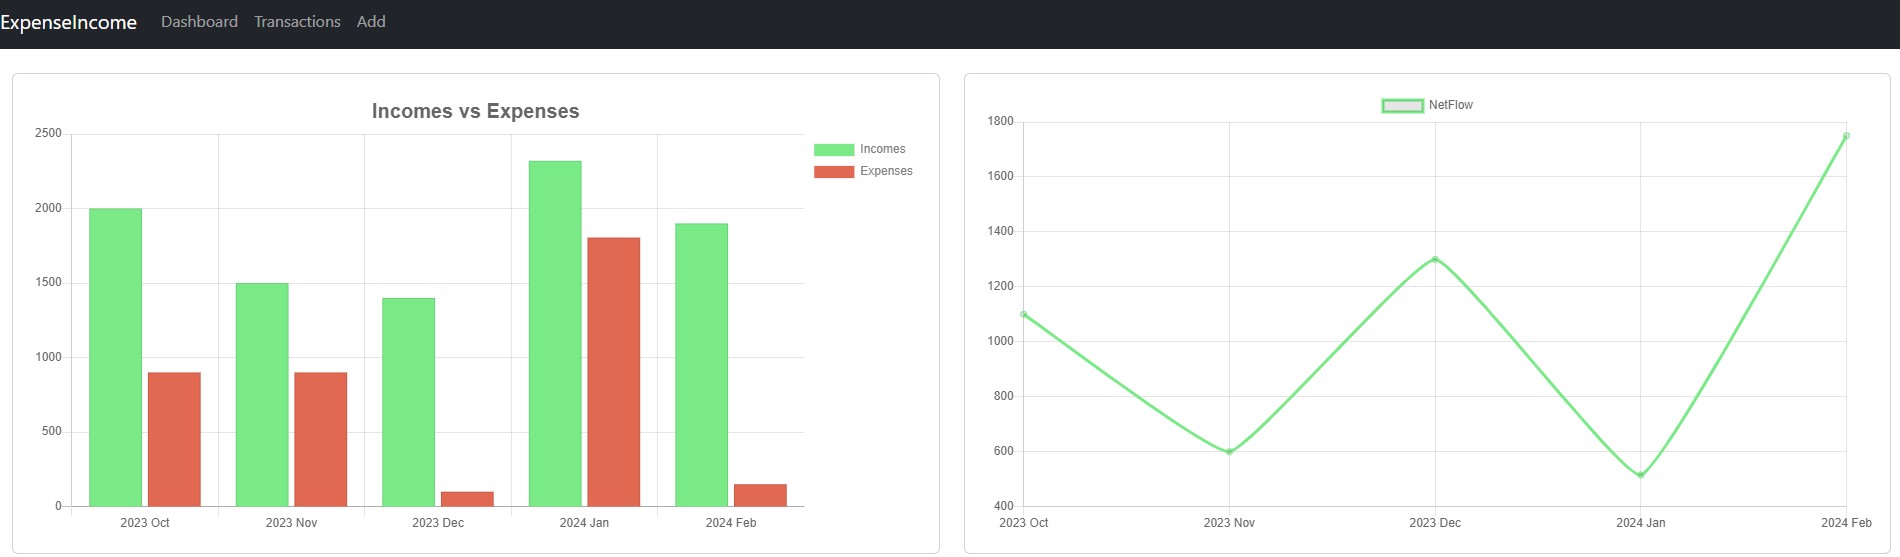 ExpenseIncome Dashboard Transactions Add
Incomes vs Expenses
2500
2000
1500
1000
500
0
2023 Oct 2023 Nov 2023 Dec 2024 Jan 2024 Feb
Incomes
Expenses
NetFlow
1800
1600
1400
1200
1000
800
600
400
2023 Oct 2023 Nov 2023 Dec 2024 Jan 2024 Feb